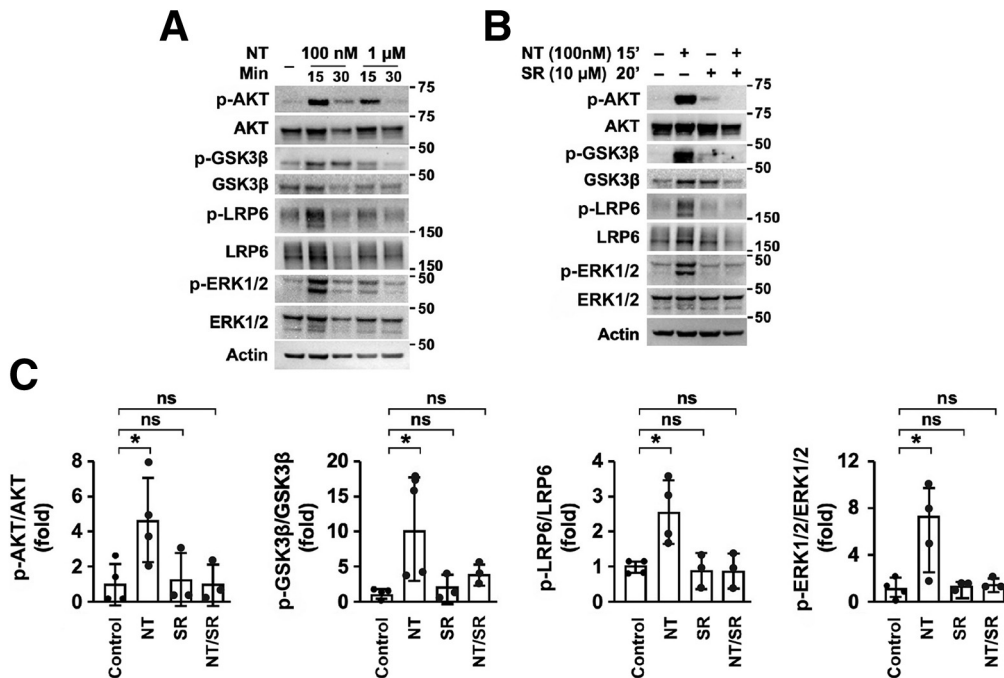 A
NT 100 nM 1 µM
Min – 15 30 15 30
p-AKT 75
AKT 75
p-GSK3β 50
GSK3β 50
p-LRP6 150
LRP6 150
p-ERK1/2 50
ERK1/2 50
Actin 50
B
NT (100nM) 15’ – + – +
SR (10 µM) 20’ – – + +
p-AKT 75
AKT 75
p-GSK3β 50
GSK3β 50
p-LRP6 150
LRP6
p-ERK1/2 50
ERK1/2 50
Actin 50
C
ns
ns
*
p-AKT/AKT
(fold)
8
6
4
2
0
Control
NT
SR
NT/SR
ns
ns
*
p-GSK3β/GSK3β
(fold)
20
15
10
5
0
Control
NT
SR
NT/SR
ns
ns
*
p-LRP6/LRP6
(fold)
4
3
2
1
0
Control
NT
SR
NT/SR
ns
ns
*
p-ERK1/2/ERK1/2
(fold)
12
8
4
0
Control
NT
SR
NT/SR